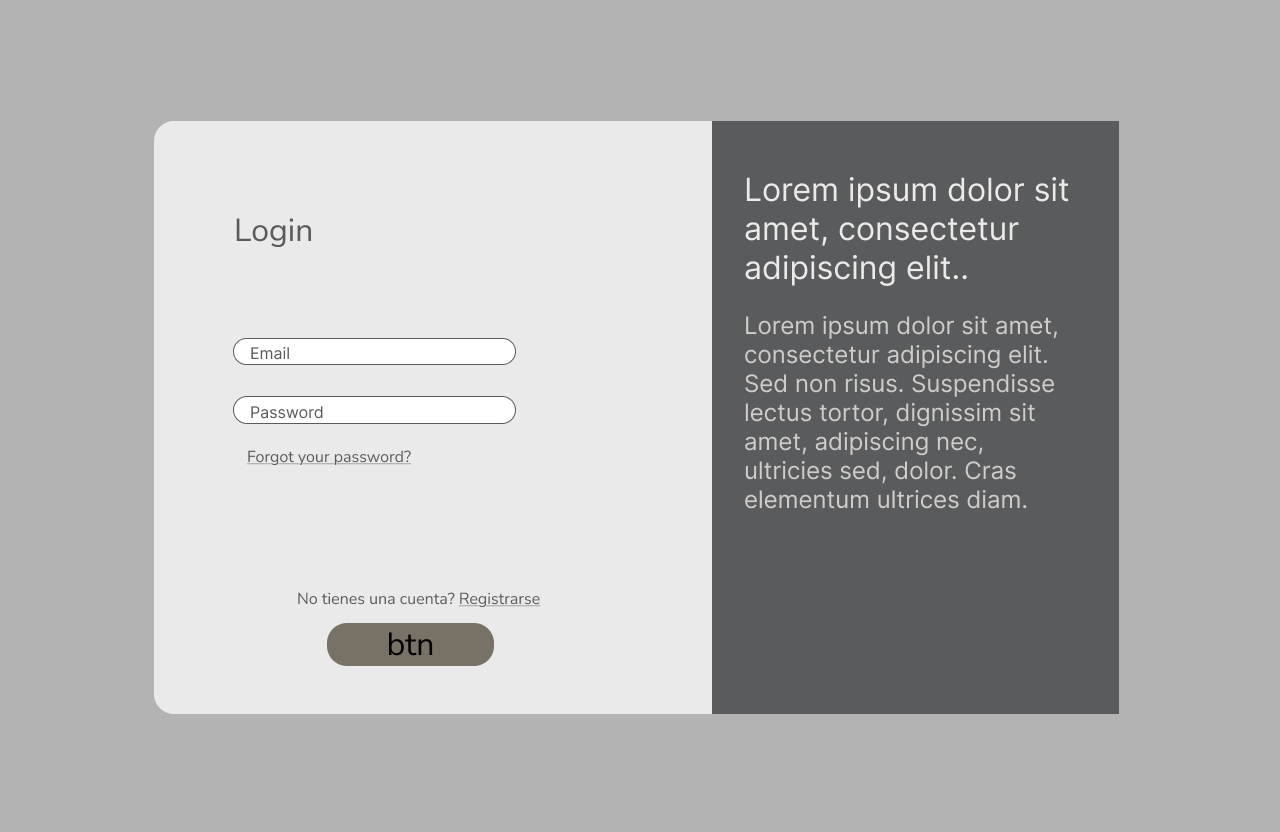 Login
Email
Password
Forgot your password?
No tienes una cuenta? Registrarse
btn
Lorem ipsum dolor sit
amet, consectetur
adipiscing elit..
Lorem ipsum dolor sit amet,
consectetur adipiscing elit.
Sed non risus. Suspendisse
lectus tortor, dignissim sit
amet, adipiscing nec,
ultricies sed, dolor. Cras
elementum ultrices diam.